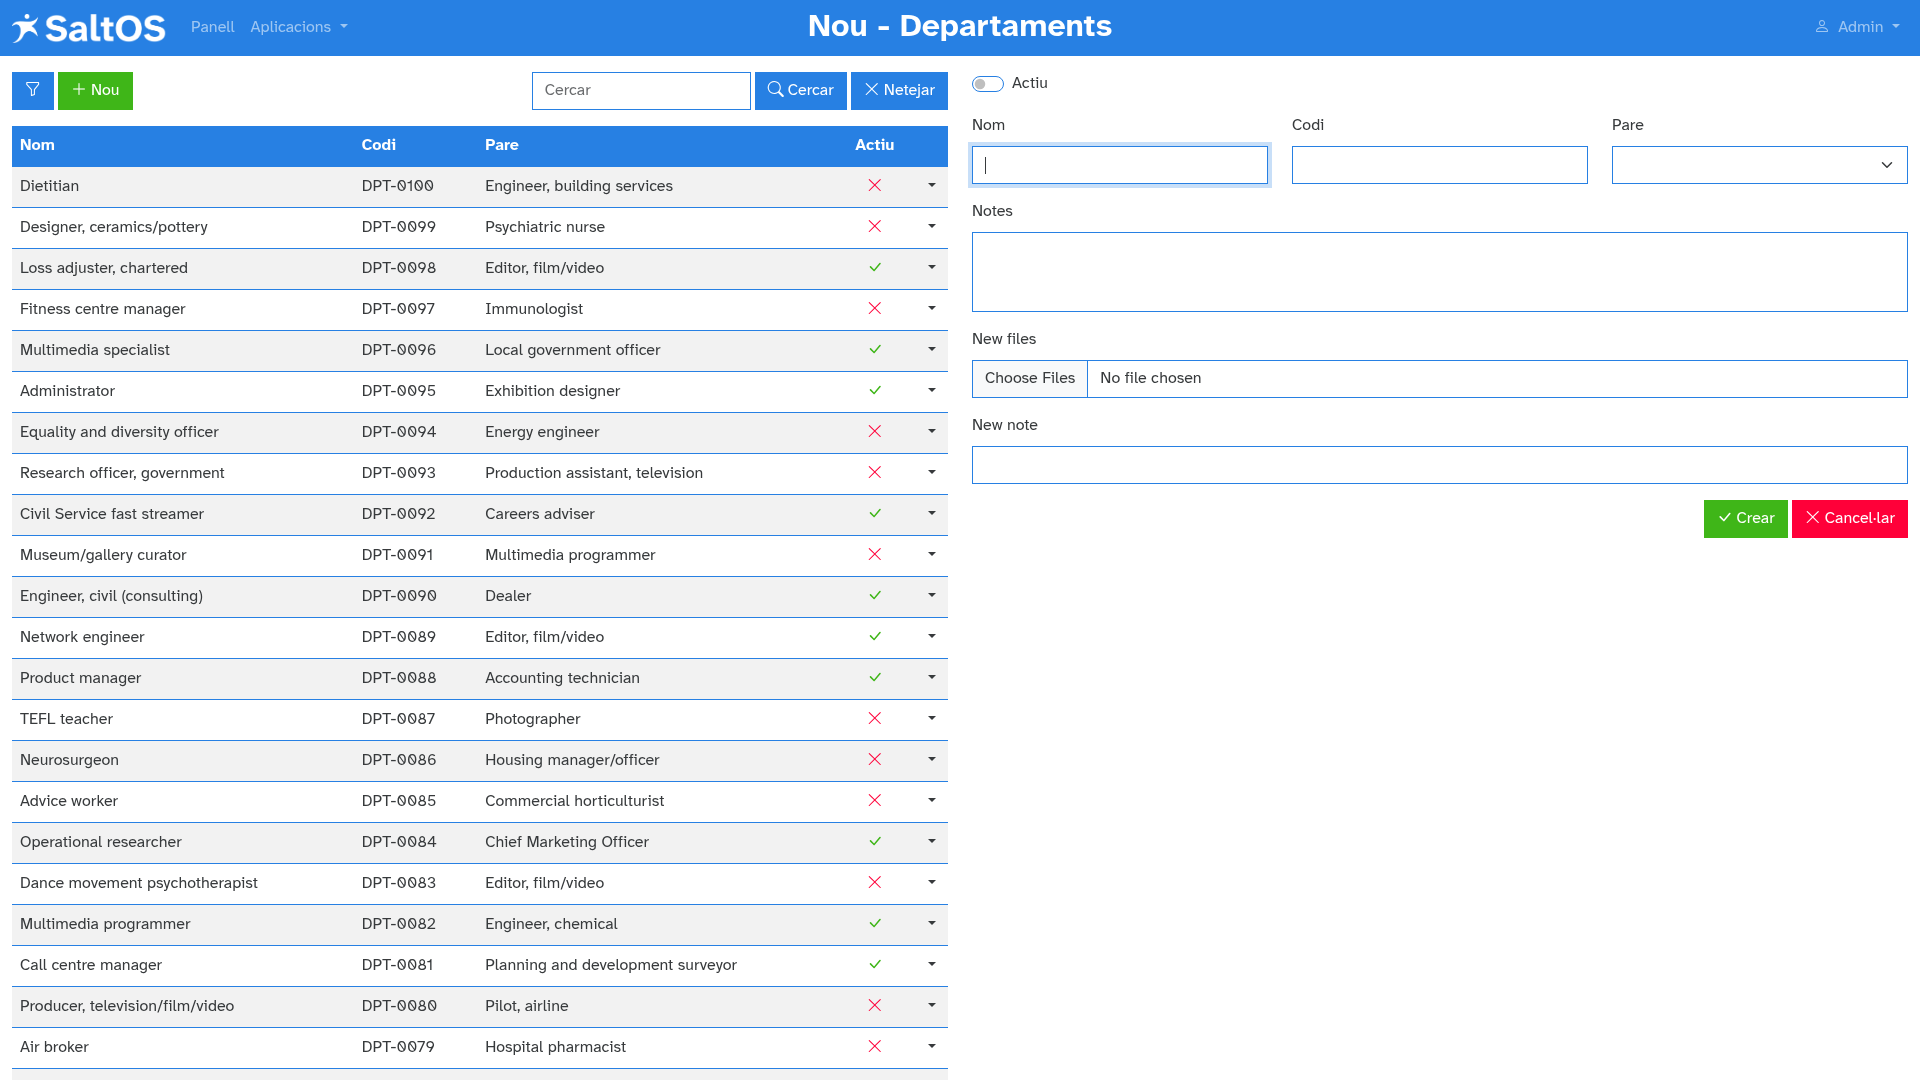 SaltOS Panell Aplicacions Nou - Departaments Admin
Nou Cercar Cercar Netejar
Nom Codi Pare Actiu
Dietitian DPT-0100 Engineer, building services
Designer, ceramics/pottery DPT-0099 Psychiatric nurse
Loss adjuster, chartered DPT-0098 Editor, film/video
Fitness centre manager DPT-0097 Immunologist
Multimedia specialist DPT-0096 Local government officer
Administrator DPT-0095 Exhibition designer
Equality and diversity officer DPT-0094 Energy engineer
Research officer, government DPT-0093 Production assistant, television
Civil Service fast streamer DPT-0092 Careers adviser
Museum/gallery curator DPT-0091 Multimedia programmer
Engineer, civil (consulting) DPT-0090 Dealer
Network engineer DPT-0089 Editor, film/video
Product manager DPT-0088 Accounting technician
TEFL teacher DPT-0087 Photographer
Neurosurgeon DPT-0086 Housing manager/officer
Advice worker DPT-0085 Commercial horticulturist
Operational researcher DPT-0084 Chief Marketing Officer
Dance movement psychotherapist DPT-0083 Editor, film/video
Multimedia programmer DPT-0082 Engineer, chemical
Call centre manager DPT-0081 Planning and development surveyor
Producer, television/film/video DPT-0080 Pilot, airline
Air broker DPT-0079 Hospital pharmacist
Actiu
Nom Codi Pare
Notes
New files
Choose Files No file chosen
New note
Crear Cancel·lar